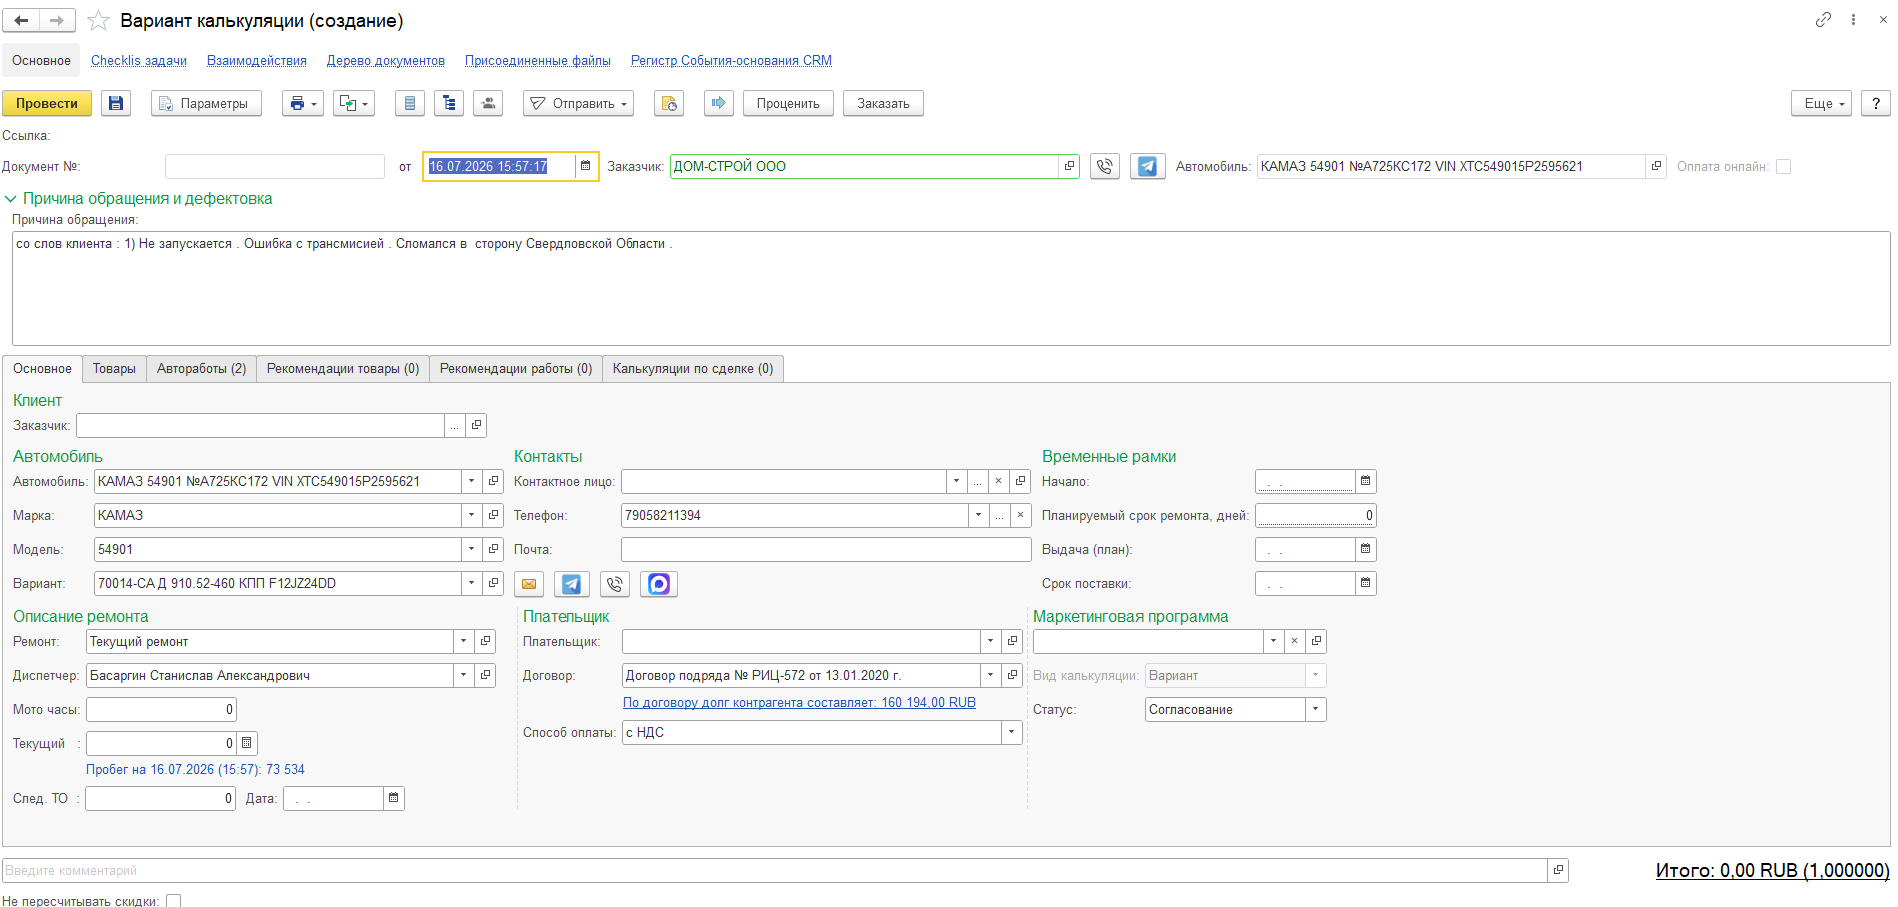 Вариант калькуляции (создание)
Основное Checklis задачи Взаимодействия Дерево документов Присоединенные файлы Регистр События-основания CRM
Провести Параметры Отправить Проценить Заказать Еще ?
Ссылка:
Документ №: от 16.07.2026 15:57:17 Заказчик: ДОМ-СТРОЙ ООО Автомобиль: КАМАЗ 54901 №А725КС172 VIN XTC549015P2595621 Оплата онлайн:
Причина обращения и дефектовка
Причина обращения:
со слов клиента : 1) Не запускается . Ошибка с трансмисией . Сломался в  сторону Свердловской Области .
Основное Товары Автоработы (2) Рекомендации товары (0) Рекомендации работы (0) Калькуляции по сделке (0)
Клиент
Заказчик: ...
Автомобиль Контакты Временные рамки
Автомобиль: КАМАЗ 54901 №А725КС172 VIN XTC549015P2595621 Контактное лицо: ... × Начало: . .
Марка: КАМАЗ Телефон: 79058211394 ... × Планируемый срок ремонта, дней: 0
Модель: 54901 Почта: Выдача (план): . .
Вариант: 70014-CA Д 910.52-460 КПП F12JZ24DD Срок поставки: . .
Описание ремонта Плательщик Маркетинговая программа
Ремонт: Текущий ремонт Плательщик: ×
Диспетчер: Басаргин Станислав Александрович Договор: Договор подряда № РИЦ-572 от 13.01.2020 г. Вид калькуляции: Вариант
По договору долг контрагента составляет: 160 194,00 RUB
Мото часы: 0 Статус: Согласование
Способ оплаты: с НДС
Текущий : 0
Пробег на 16.07.2026 (15:57): 73 534
След. ТО : 0 Дата: . .
Введите комментарий Итого: 0,00 RUB (1,000000)
Не пересчитывать скидки: